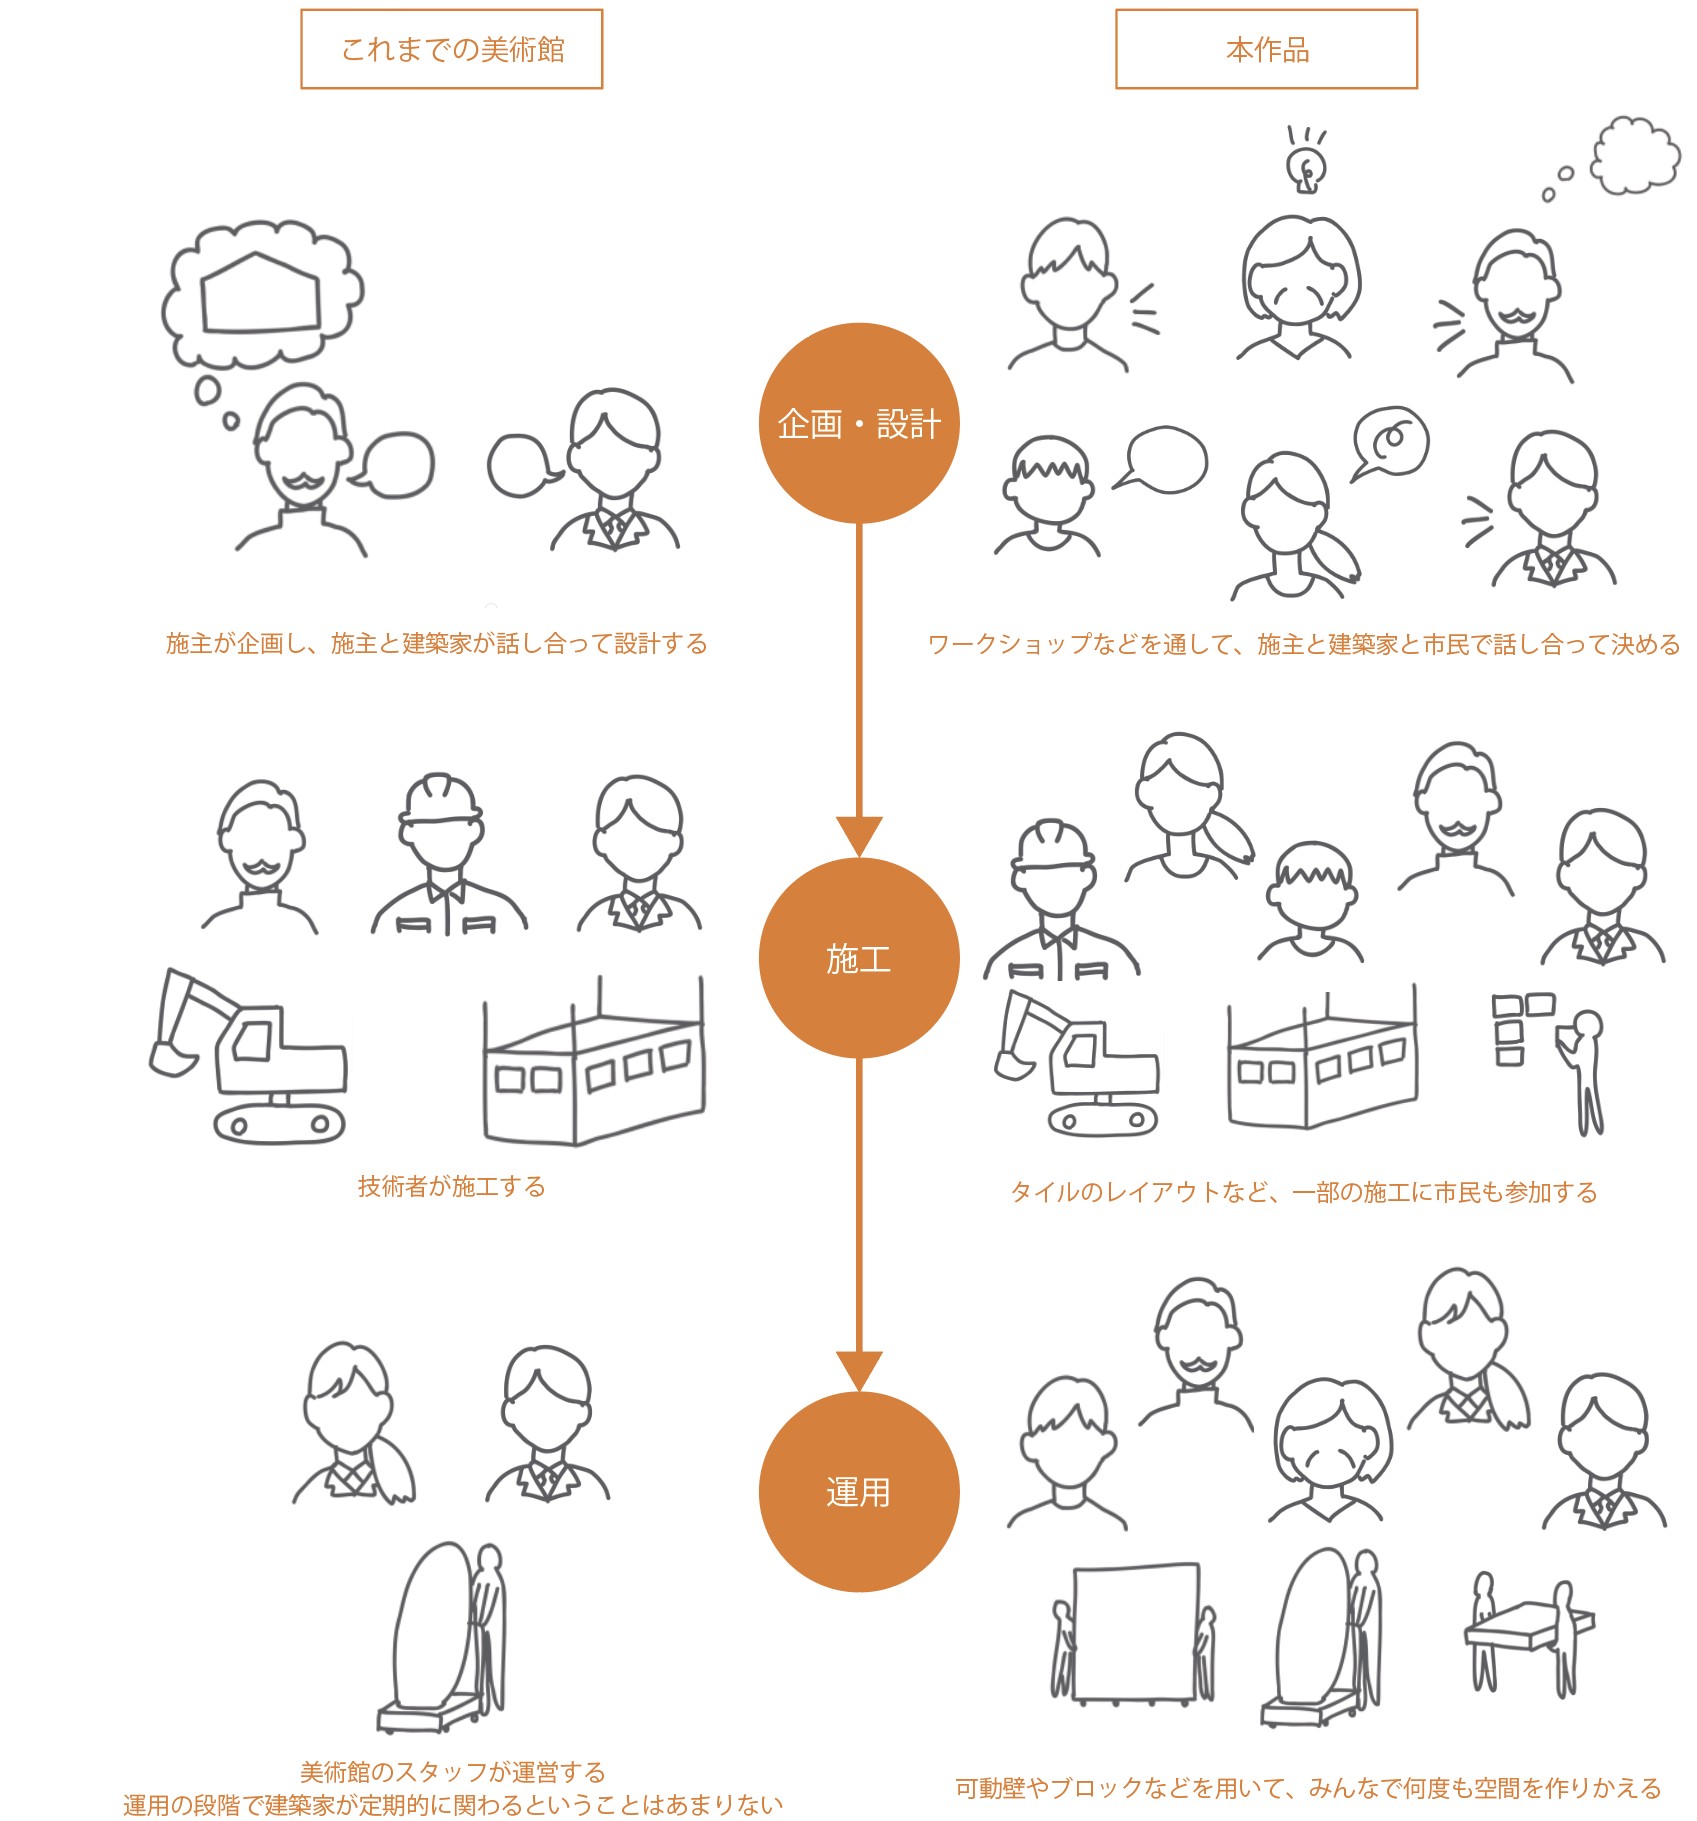 これまでの美術館
本作品
企画・設計
施主が企画し、施主と建築家が話し合って設計する
ワークショップなどを通して、施主と建築家と市民で話し合って決める
施工
技術者が施工する
タイルのレイアウトなど、一部の施工に市民も参加する
運用
美術館のスタッフが運営する
運用の段階で建築家が定期的に関わるということはあまりない
可動壁やブロックなどを用いて、みんなで何度も空間を作りかえる